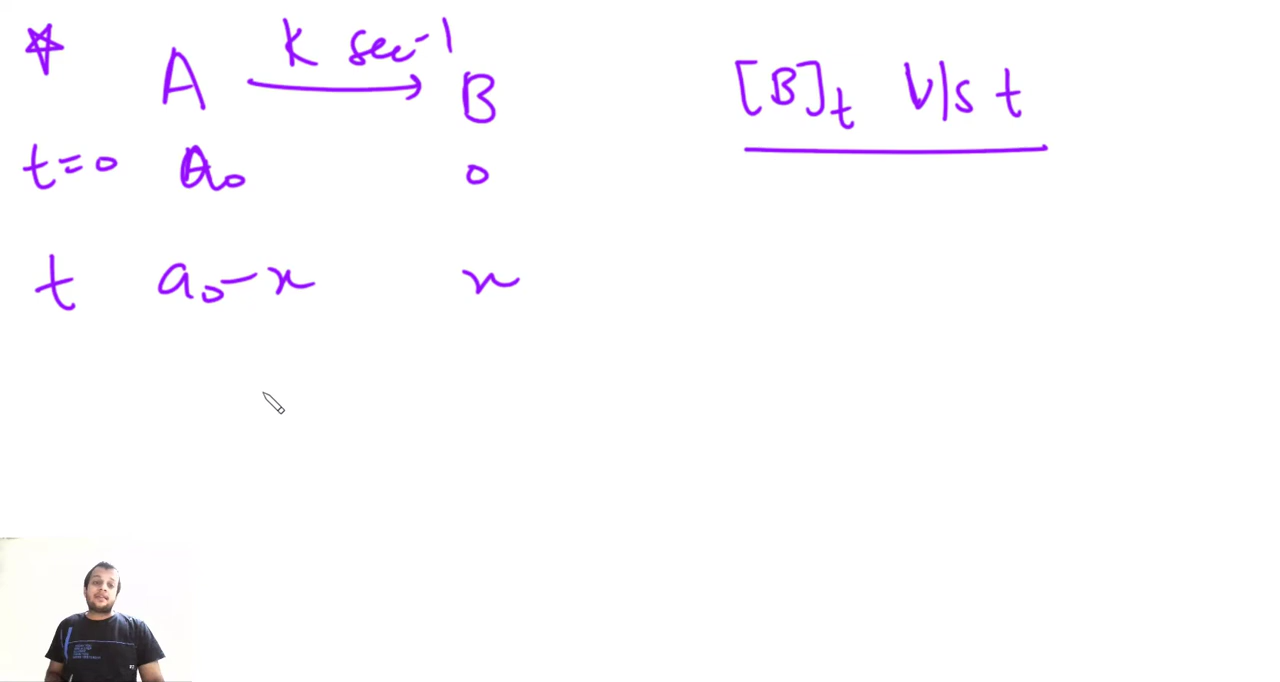 ☆ A K sec⁻¹ → B
[B]ₜ V/s t
t=0 a₀ 0
t a₀-x x